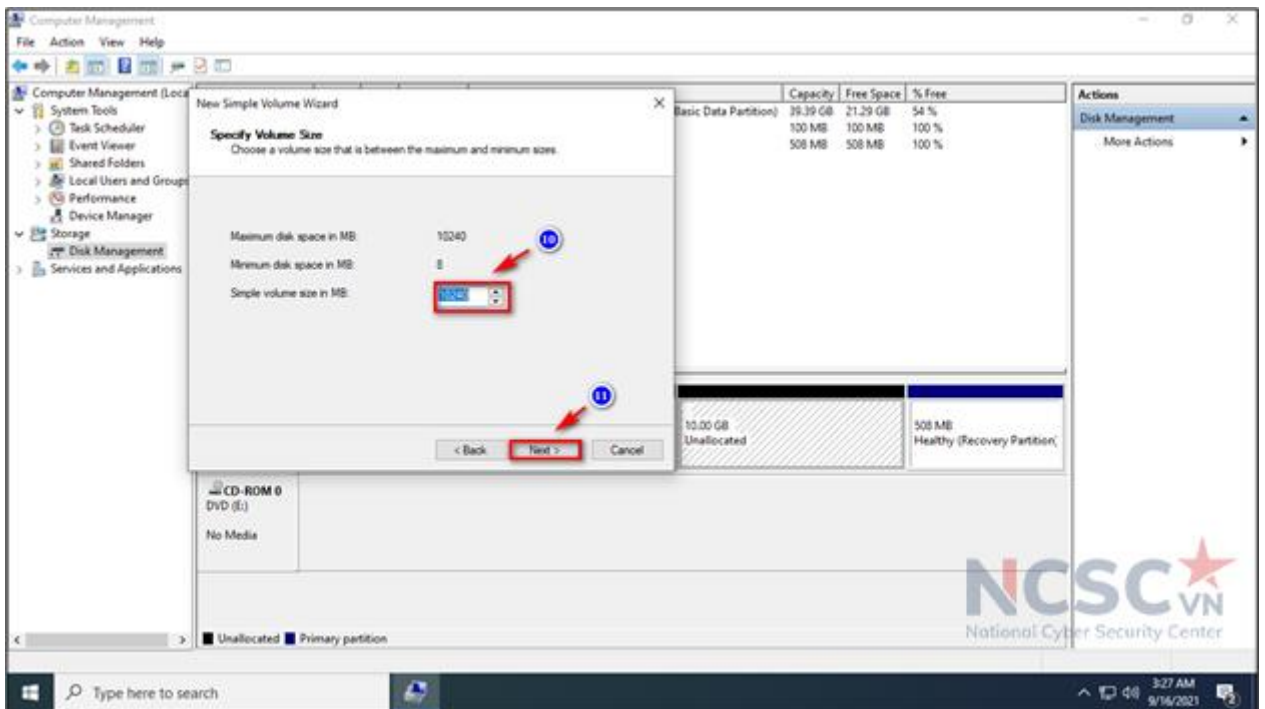 Computer Management
File Action View Help
Computer Management (Loca
System Tools
Task Scheduler
Event Viewer
Shared Folders
Local Users and Groups
Performance
Device Manager
Storage
Disk Management
Services and Applications
New Simple Volume Wizard
Specify Volume Size
Choose a volume size that is between the maximum and minimum sizes.
Maximum disk space in MB: 10240
Minimum disk space in MB: 8
Simple volume size in MB: 10240
10
11
< Back Next > Cancel
Capacity Free Space % Free
Basic Data Partition) 39.39 GB 21.29 GB 54 %
100 MB 100 MB 100 %
508 MB 508 MB 100 %
10.00 GB
Unallocated
508 MB
Healthy (Recovery Partition)
CD-ROM 0
DVD (E:)
No Media
Unallocated Primary partition
Actions
Disk Management
More Actions
NCSC VN
National Cyber Security Center
Type here to search
3:27 AM
9/16/2021
2